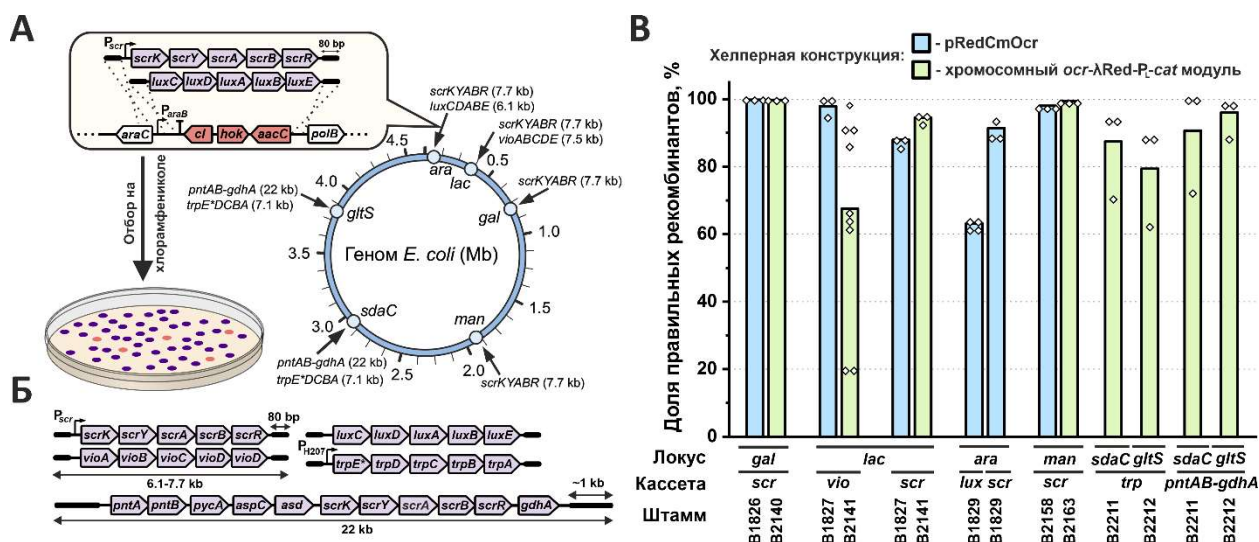 А
P_scr
80 bp
scrK scrY scrA scrB scrR
luxC luxD luxA luxB luxE
P_araB
araC cI hok aacC polB
Отбор на
хлорамфениколе
scrKYABR (7.7 kb)
luxCDABE (6.1 kb)
scrKYABR (7.7 kb)
vioABCDE (7.5 kb)
scrKYABR (7.7 kb)
scrKYABR (7.7 kb)
pntAB-gdhA (22 kb)
trpE*DCBA (7.1 kb)
pntAB-gdhA (22 kb)
trpE*DCBA (7.1 kb)
ara
lac
gal
man
sdaC
gltS
0.5
1.0
1.5
2.0
2.5
3.0
3.5
4.0
4.5
Геном E. coli (Mb)
Б
P_scr
80 bp
scrK scrY scrA scrB scrR
vioA vioB vioC vioD vioD
6.1-7.7 kb
luxC luxD luxA luxB luxE
P_H207
trpE* trpD trpC trpB trpA
~1 kb
pntA pntB pycA aspC asd scrK scrY scrA scrB scrR gdhA
22 kb
В
Хелперная конструкция:
- pRedCmOcr
- хромосомный ocr-λRed-P_L-cat модуль
Доля правильных рекомбинантов, %
100
80
60
40
20
0
Локус gal lac ara man sdaC gltS sdaC gltS
Кассета scr vio scr lux scr scr trp pntAB-gdhA
Штамм B1826 B2140 B1827 B2141 B1827 B2141 B1829 B1829 B2158 B2163 B2211 B2212 B2211 B2212